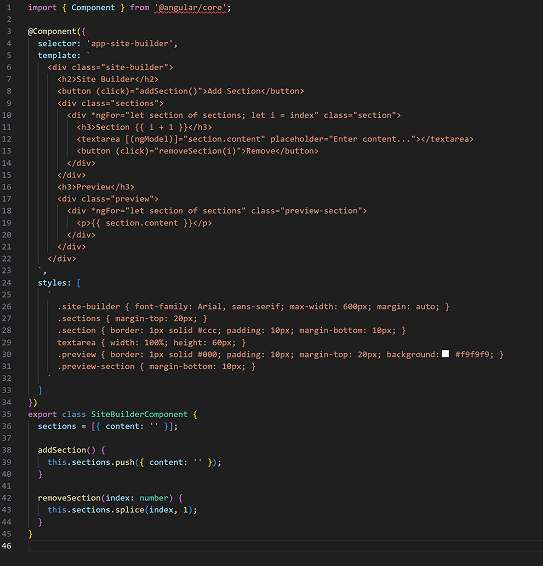 1 import { Component } from '@angular/core';
2
3 @Component({
4   selector: 'app-site-builder',
5   template: `
6     <div class="site-builder">
7       <h2>Site Builder</h2>
8       <button (click)="addSection()">Add Section</button>
9       <div class="sections">
10         <div *ngFor="let section of sections; let i = index" class="section">
11           <h3>Section {{ i + 1 }}</h3>
12           <textarea [(ngModel)]="section.content" placeholder="Enter content..."></textarea>
13           <button (click)="removeSection(i)">Remove</button>
14         </div>
15       </div>
16       <h3>Preview</h3>
17       <div class="preview">
18         <div *ngFor="let section of sections" class="preview-section">
19           <p>{{ section.content }}</p>
20         </div>
21       </div>
22     </div>
23   `,
24   styles: [
25     `
26       .site-builder { font-family: Arial, sans-serif; max-width: 600px; margin: auto; }
27       .sections { margin-top: 20px; }
28       .section { border: 1px solid #ccc; padding: 10px; margin-bottom: 10px; }
29       textarea { width: 100%; height: 60px; }
30       .preview { border: 1px solid #000; padding: 10px; margin-top: 20px; background: #f9f9f9; }
31       .preview-section { margin-bottom: 10px; }
32     `
33   ]
34 })
35 export class SiteBuilderComponent {
36   sections = [{ content: '' }];
37
38   addSection() {
39     this.sections.push({ content: '' });
40   }
41
42   removeSection(index: number) {
43     this.sections.splice(index, 1);
44   }
45 }
46